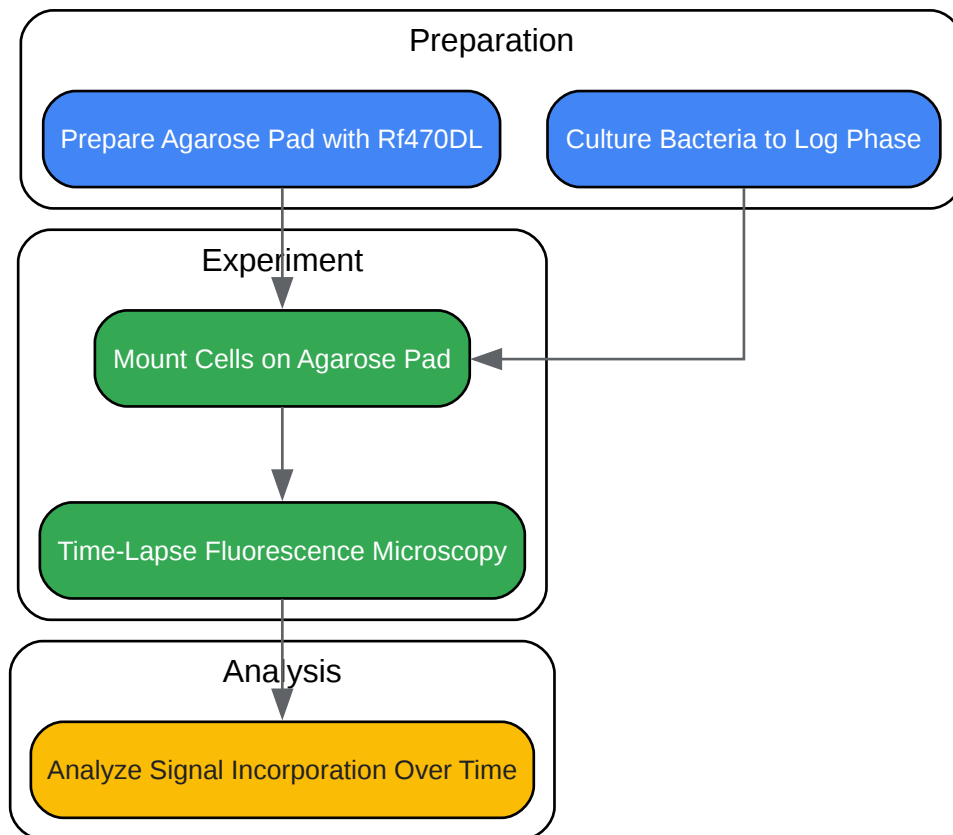 Preparation
Prepare Agarose Pad with Rf470DL
Culture Bacteria to Log Phase
Experiment
Mount Cells on Agarose Pad
Time-Lapse Fluorescence Microscopy
Analysis
Analyze Signal Incorporation Over Time